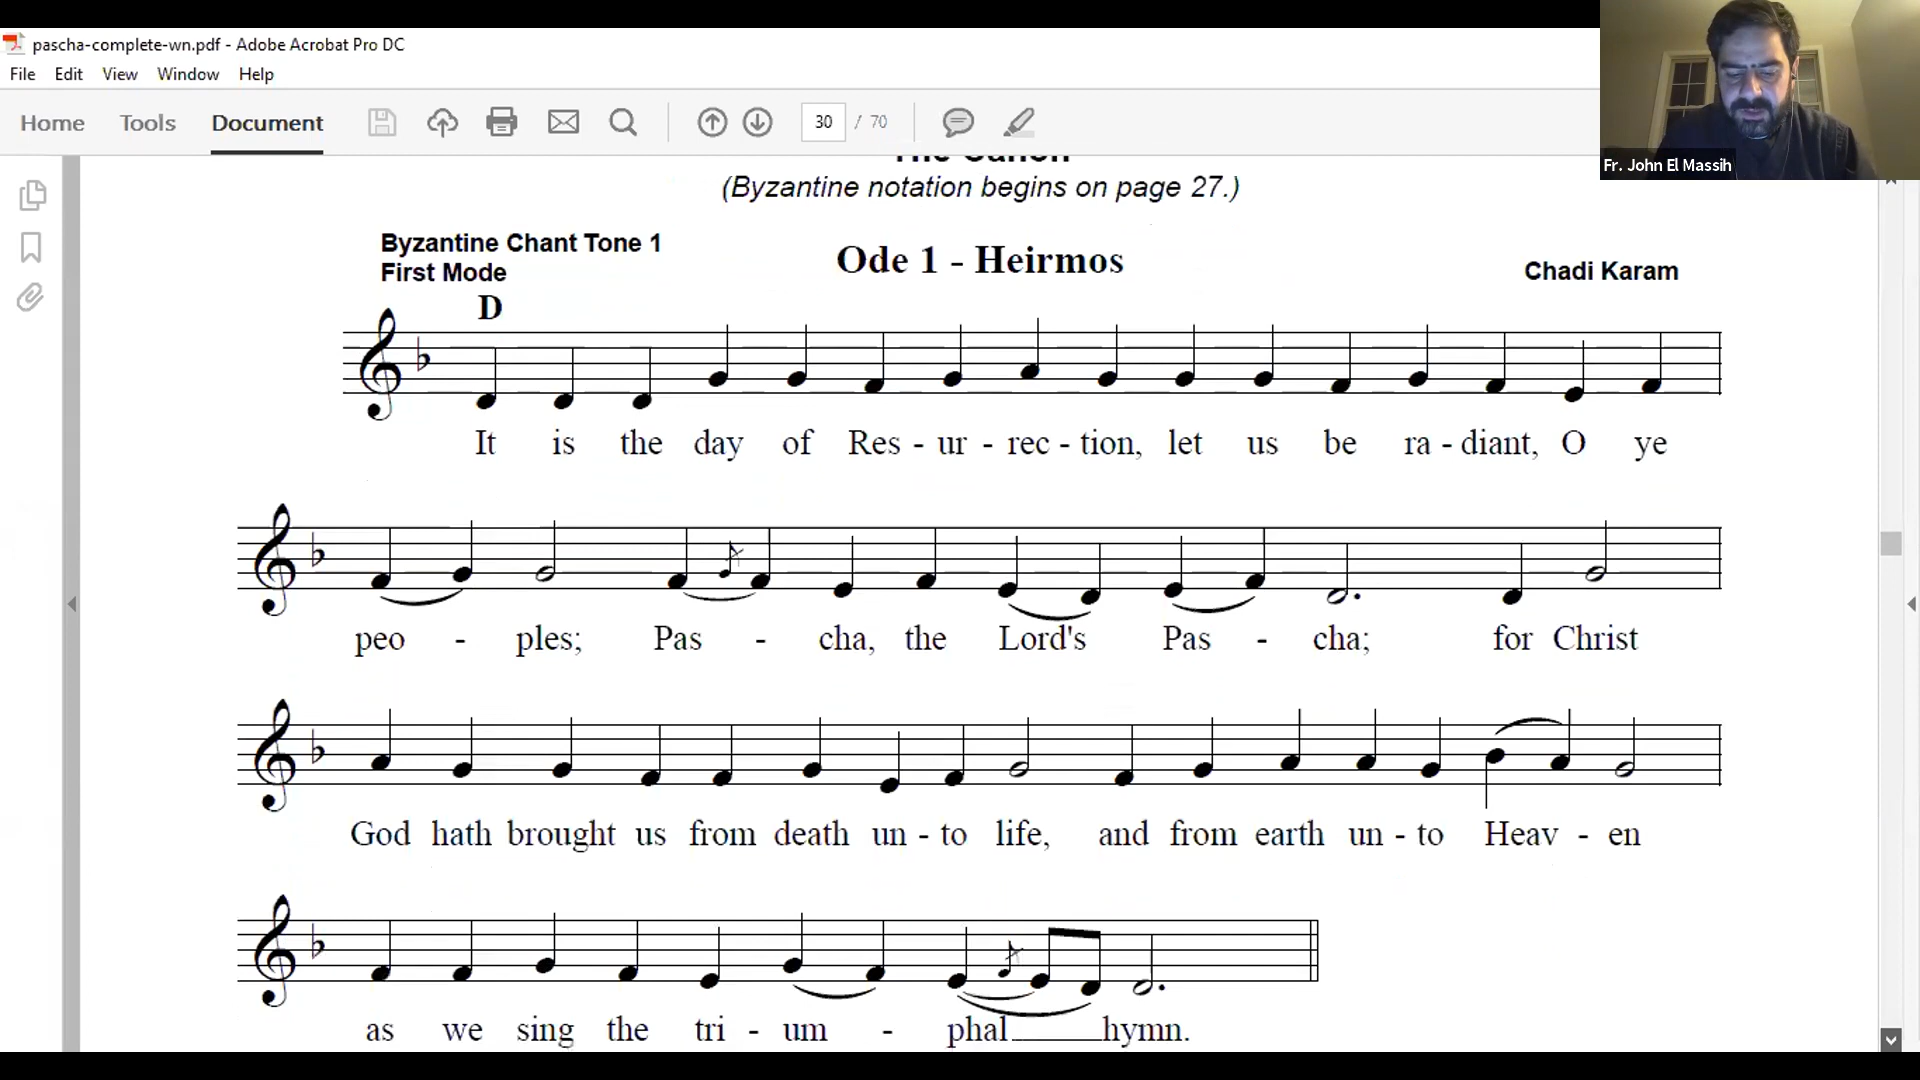 pascha-complete-wn.pdf - Adobe Acrobat Pro DC
File Edit View Window Help
Home Tools Document 30 / 70
Fr. John El Massih
The Canon
(Byzantine notation begins on page 27.)
Byzantine Chant Tone 1
First Mode
Ode 1 - Heirmos
Chadi Karam
D
It is the day of Res - ur - rec - tion, let us be ra - diant, O ye
peo - ples; Pas - cha, the Lord's Pas - cha; for Christ
God hath brought us from death un - to life, and from earth un - to Heav - en
as we sing the tri - um - phal hymn.